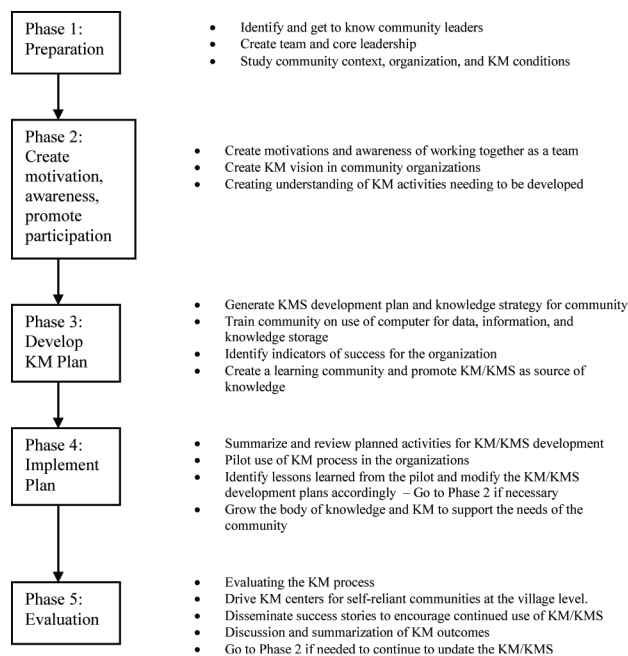 Phase 1:
Preparation
• Identify and get to know community leaders
• Create team and core leadership
• Study community context, organization, and KM conditions
Phase 2:
Create
motivation,
awareness,
promote
participation
• Create motivations and awareness of working together as a team
• Create KM vision in community organizations
• Creating understanding of KM activities needing to be developed
Phase 3:
Develop
KM Plan
• Generate KMS development plan and knowledge strategy for community
• Train community on use of computer for data, information, and
knowledge storage
• Identify indicators of success for the organization
• Create a learning community and promote KM/KMS as source of
knowledge
Phase 4:
Implement
Plan
• Summarize and review planned activities for KM/KMS development
• Pilot use of KM process in the organizations
• Identify lessons learned from the pilot and modify the KM/KMS
development plans accordingly – Go to Phase 2 if necessary
• Grow the body of knowledge and KM to support the needs of the
community
Phase 5:
Evaluation
• Evaluating the KM process
• Drive KM centers for self-reliant communities at the village level.
• Disseminate success stories to encourage continued use of KM/KMS
• Discussion and summarization of KM outcomes
• Go to Phase 2 if needed to continue to update the KM/KMS